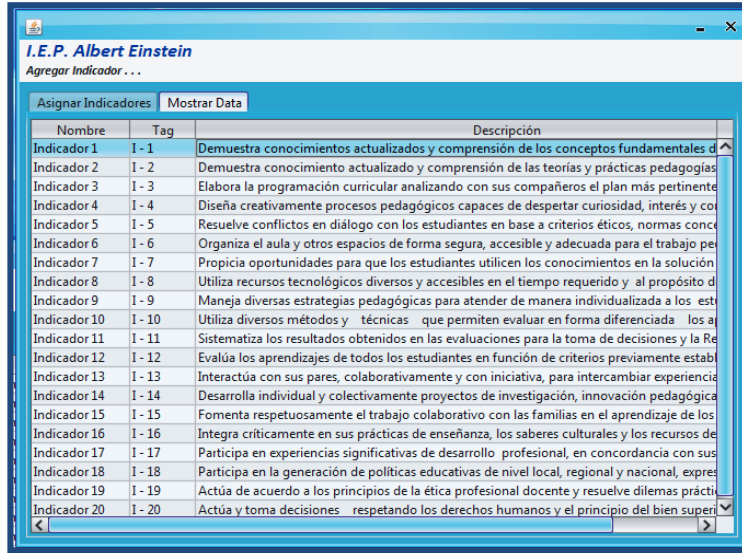 I.E.P. Albert Einstein
Agregar Indicador . . .
Asignar Indicadores Mostrar Data
Nombre Tag Descripción
Indicador 1 I - 1 Demuestra conocimientos actualizados y comprensión de los conceptos fundamentales d
Indicador 2 I - 2 Demuestra conocimiento actualizado y comprensión de las teorías y prácticas pedagogías
Indicador 3 I - 3 Elabora la programación curricular analizando con sus compañeros el plan más pertinente
Indicador 4 I - 4 Diseña creativamente procesos pedagógicos capaces de despertar curiosidad, interés y co
Indicador 5 I - 5 Resuelve conflictos en diálogo con los estudiantes en base a criterios éticos, normas conce
Indicador 6 I - 6 Organiza el aula y otros espacios de forma segura, accesible y adecuada para el trabajo pe
Indicador 7 I - 7 Propicia oportunidades para que los estudiantes utilicen los conocimientos en la solución
Indicador 8 I - 8 Utiliza recursos tecnológicos diversos y accesibles en el tiempo requerido y al propósito d
Indicador 9 I - 9 Maneja diversas estrategias pedagógicas para atender de manera individualizada a los est
Indicador 10 I - 10 Utiliza diversos métodos y técnicas que permiten evaluar en forma diferenciada los ap
Indicador 11 I - 11 Sistematiza los resultados obtenidos en las evaluaciones para la toma de decisiones y la Re
Indicador 12 I - 12 Evalúa los aprendizajes de todos los estudiantes en función de criterios previamente establ
Indicador 13 I - 13 Interactúa con sus pares, colaborativamente y con iniciativa, para intercambiar experiencia
Indicador 14 I - 14 Desarrolla individual y colectivamente proyectos de investigación, innovación pedagógica
Indicador 15 I - 15 Fomenta respetuosamente el trabajo colaborativo con las familias en el aprendizaje de los
Indicador 16 I - 16 Integra críticamente en sus prácticas de enseñanza, los saberes culturales y los recursos de
Indicador 17 I - 17 Participa en experiencias significativas de desarrollo profesional, en concordancia con sus
Indicador 18 I - 18 Participa en la generación de políticas educativas de nivel local, regional y nacional, expres
Indicador 19 I - 19 Actúa de acuerdo a los principios de la ética profesional docente y resuelve dilemas prácti
Indicador 20 I - 20 Actúa y toma decisiones respetando los derechos humanos y el principio del bien superi